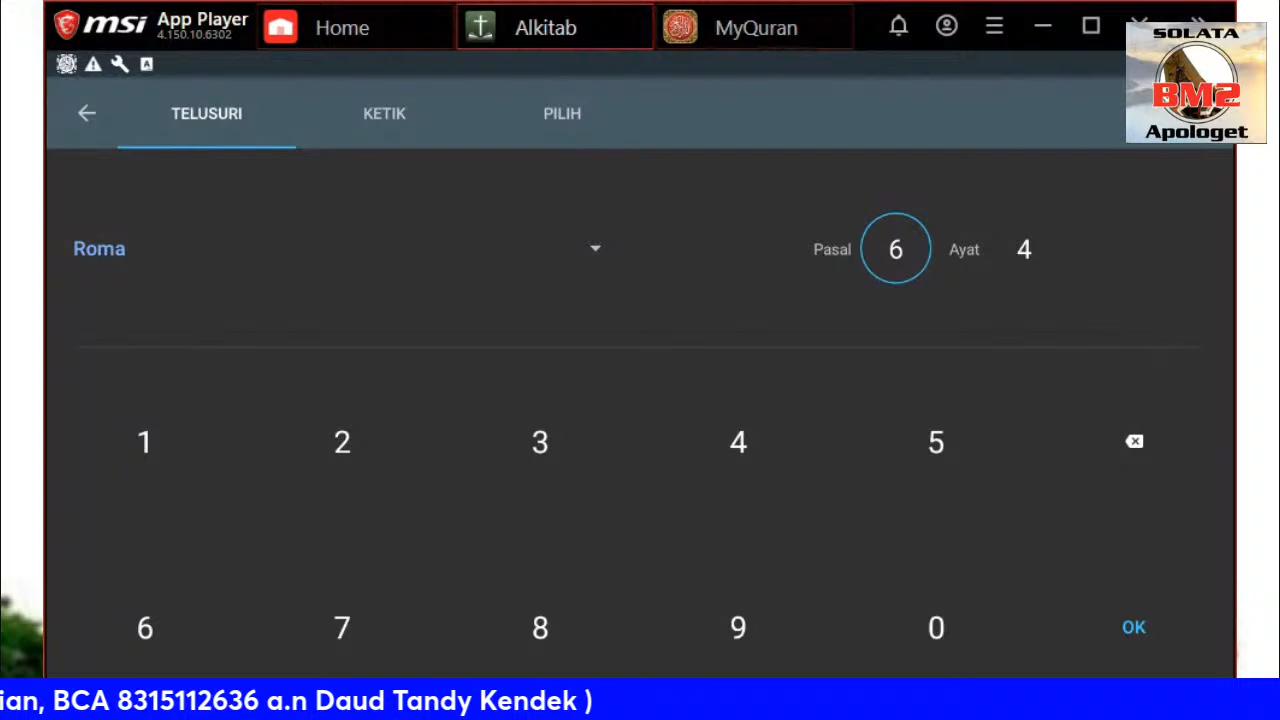 msi App Player
4.150.10.6302
Home
Alkitab
MyQuran
SOLATA
BM2
Apologet
TELUSURI
KETIK
PILIH
Roma
Pasal 6 Ayat 4
1 2 3 4 5
6 7 8 9 0 OK
ian, BCA 8315112636 a.n Daud Tandy Kendek )